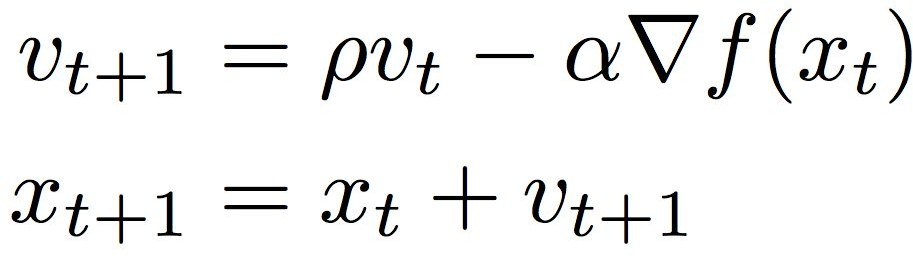 v_{t+1} = ρv_t − α∇f(x_t)
x_{t+1} = x_t + v_{t+1}